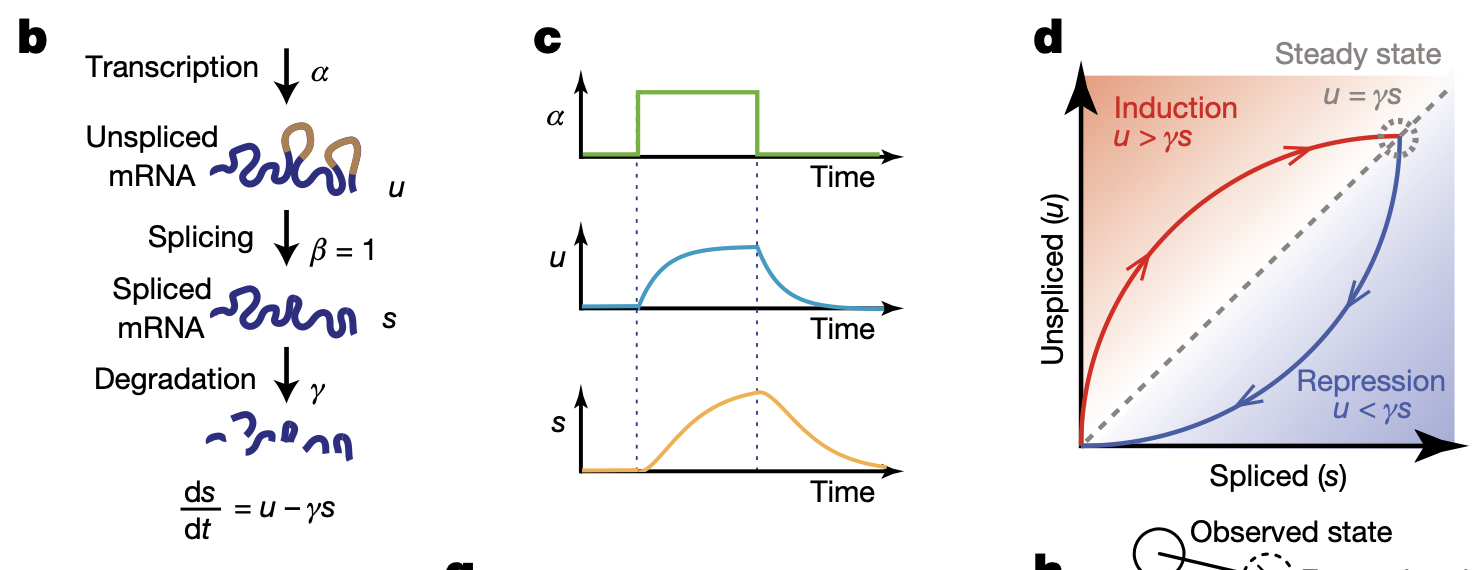 b
Transcription
α
Unspliced
mRNA
u
Splicing
β = 1
Spliced
mRNA
s
Degradation
γ
ds
dt
= u – γs
c
α
Time
u
Time
s
Time
d
Steady state
u = γs
Induction
u > γs
Unspliced (u)
Repression
u < γs
Spliced (s)
Observed state